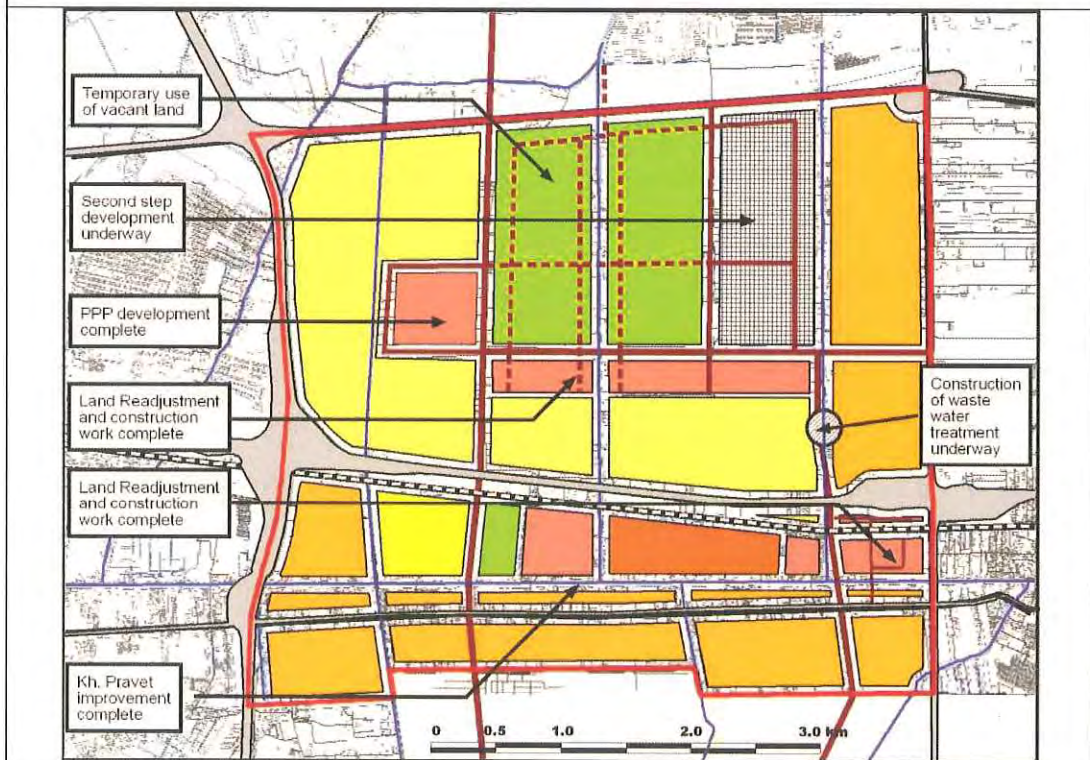 Temporary use
of vacant land
Second step
development
underway
PPP development
complete
Land Readjustment
and construction
work complete
Construction
of waste
water
treatment
underway
Land Readjustment
and construction
work complete
Kh. Pravet
improvement
complete
0 0.5 1.0 2.0 3.0 km